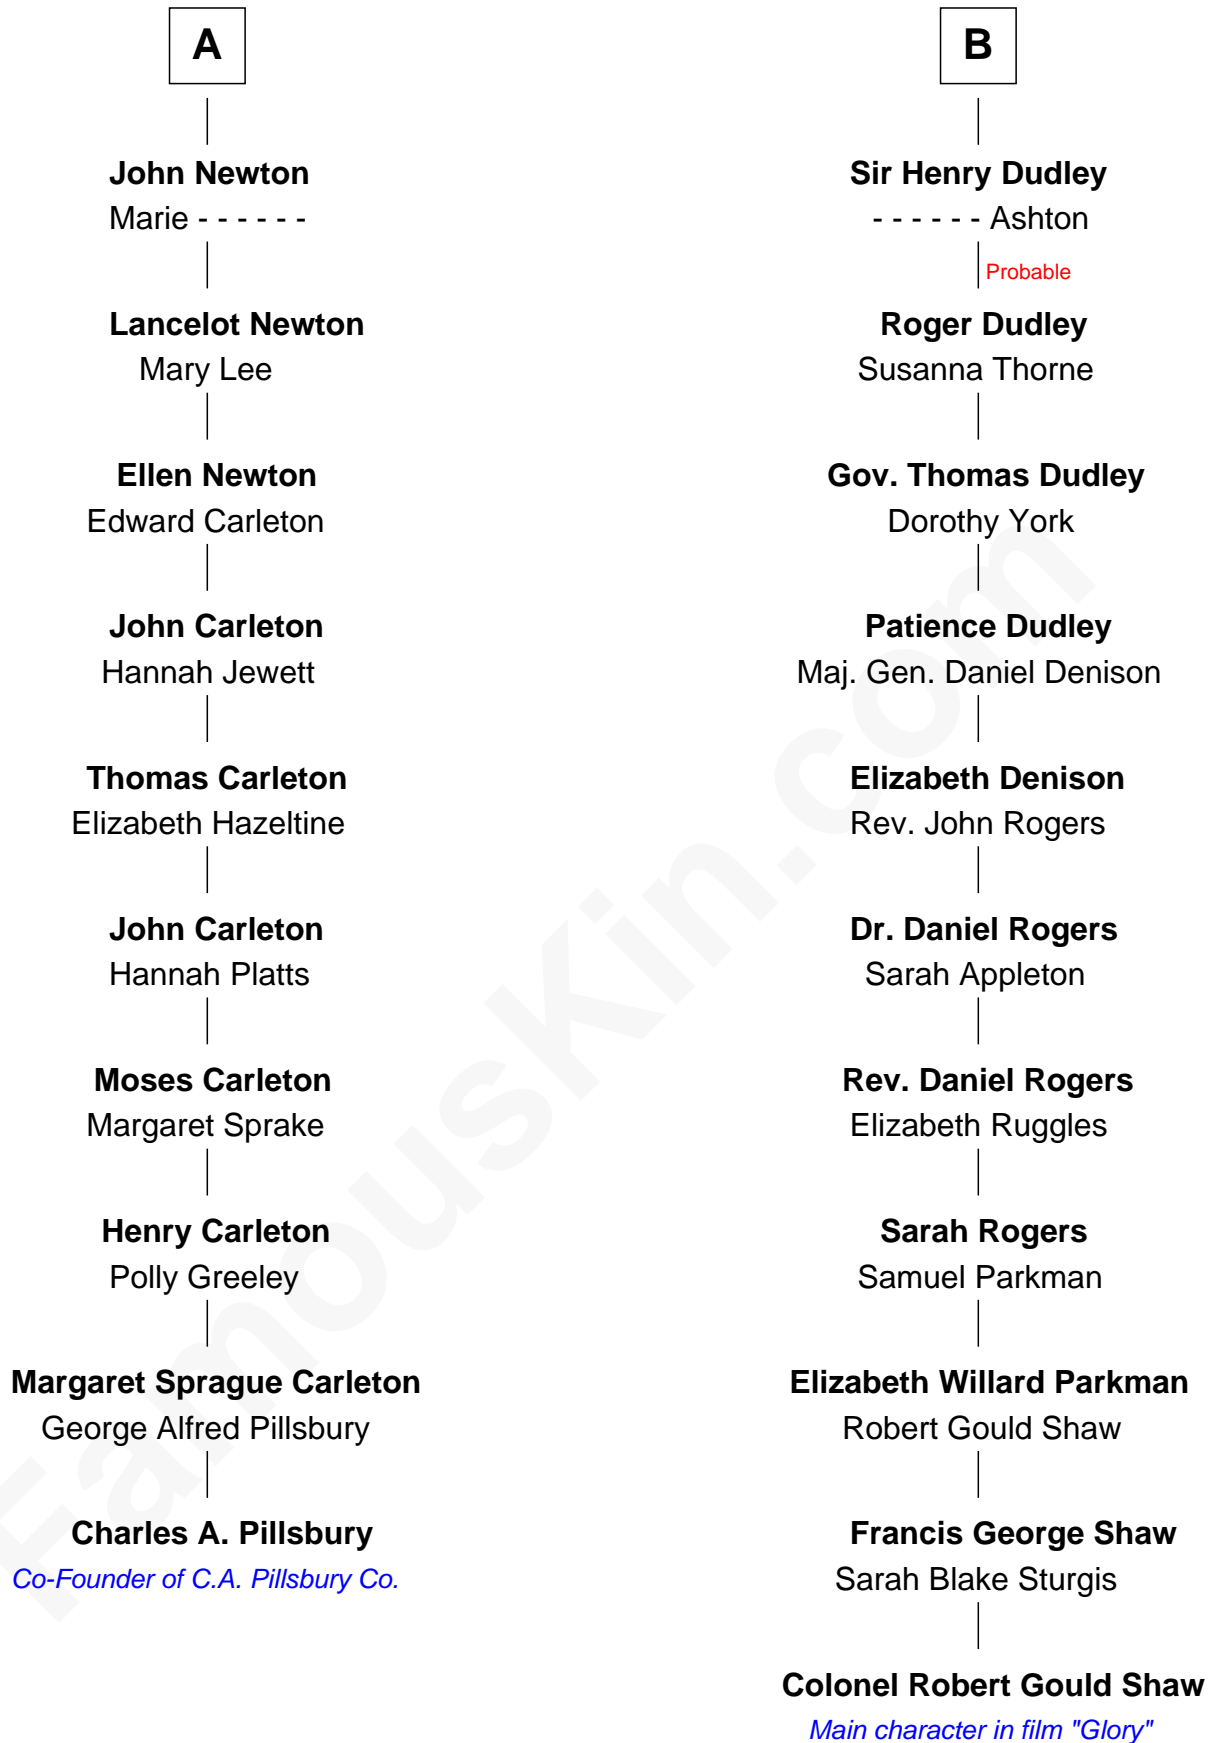 A
John Newton
Marie - - - - - -
Lancelot Newton
Mary Lee
Ellen Newton
Edward Carleton
John Carleton
Hannah Jewett
Thomas Carleton
Elizabeth Hazeltine
John Carleton
Hannah Platts
Moses Carleton
Margaret Sprake
Henry Carleton
Polly Greeley
Margaret Sprague Carleton
George Alfred Pillsbury
Charles A. Pillsbury
Co-Founder of C.A. Pillsbury Co.
B
Sir Henry Dudley
- - - - - - Ashton
Probable
Roger Dudley
Susanna Thorne
Gov. Thomas Dudley
Dorothy York
Patience Dudley
Maj. Gen. Daniel Denison
Elizabeth Denison
Rev. John Rogers
Dr. Daniel Rogers
Sarah Appleton
Rev. Daniel Rogers
Elizabeth Ruggles
Sarah Rogers
Samuel Parkman
Elizabeth Willard Parkman
Robert Gould Shaw
Francis George Shaw
Sarah Blake Sturgis
Colonel Robert Gould Shaw
Main character in film "Glory"
FamousKin.com